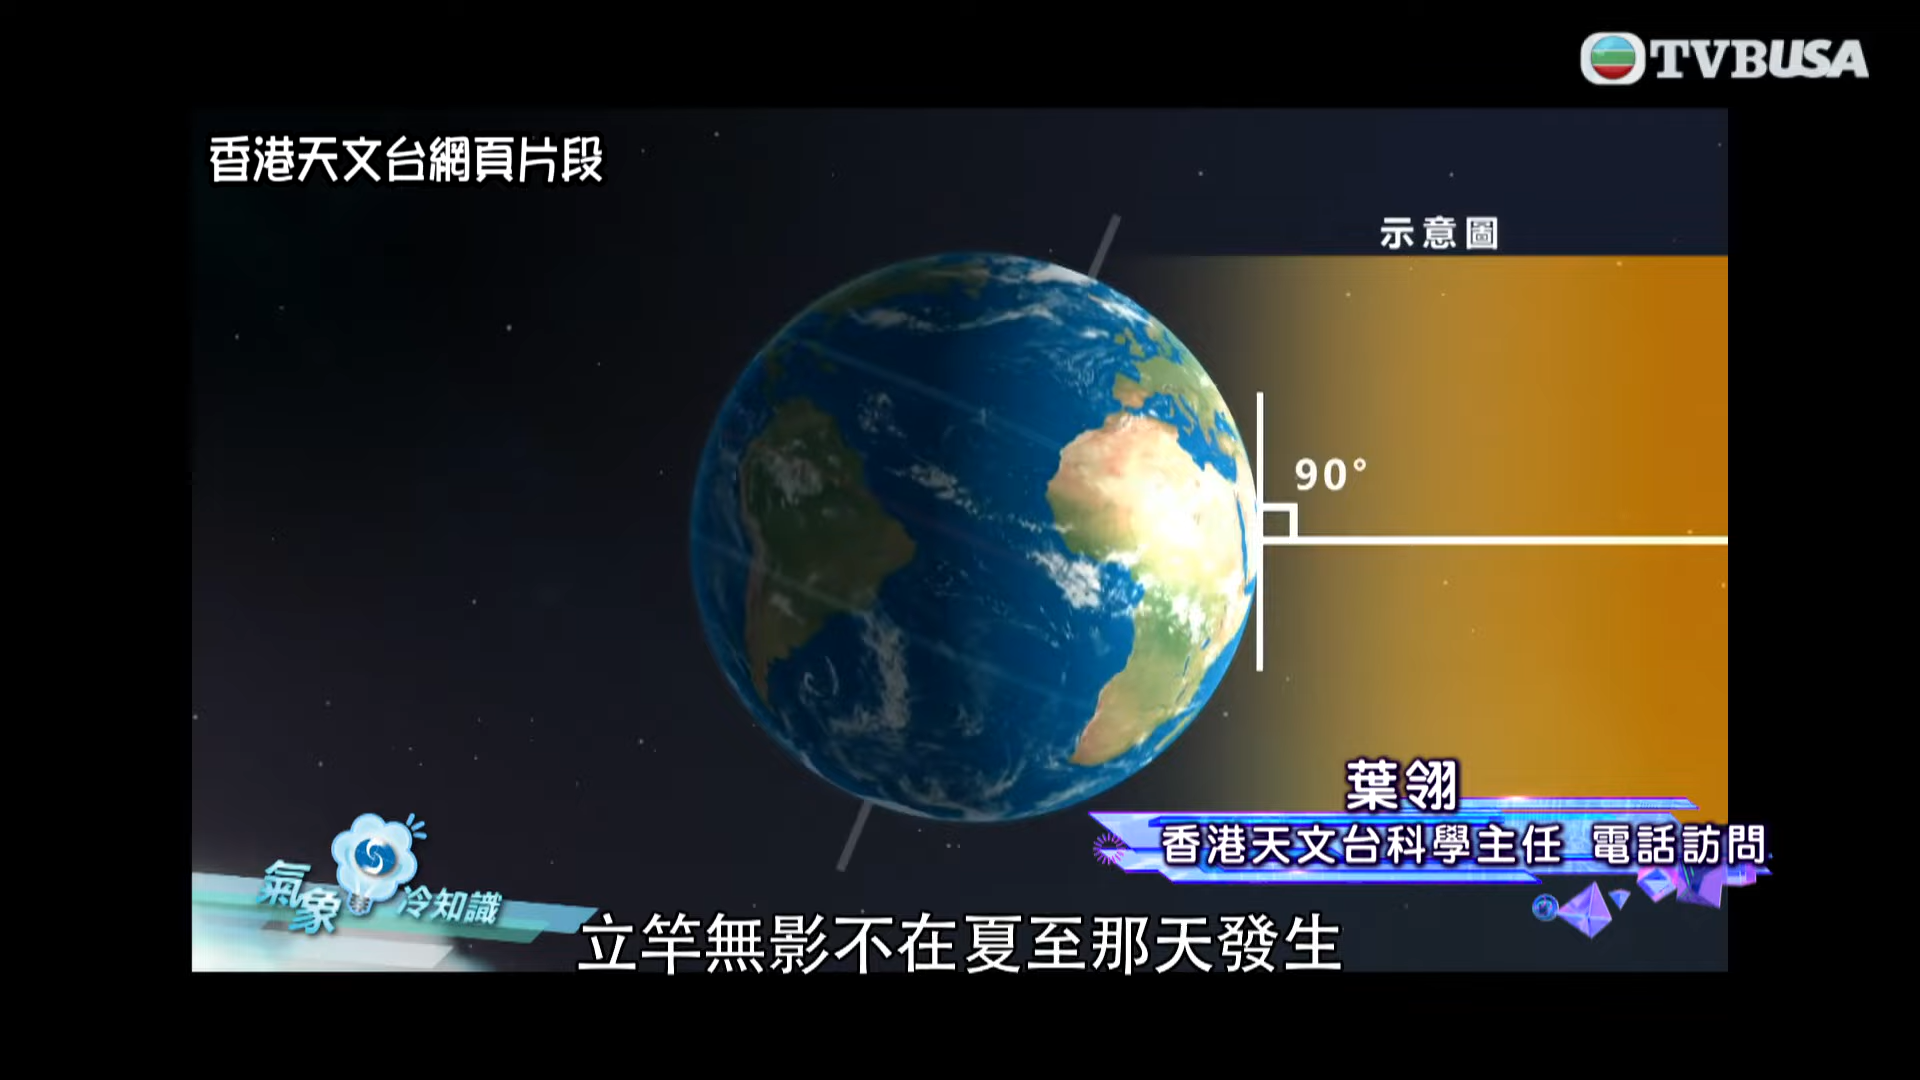 TVBUSA
香港天文台網頁片段
示意圖
90°
葉翎
香港天文台科學主任 電話訪問
氣象冷知識
立竿無影不在夏至那天發生